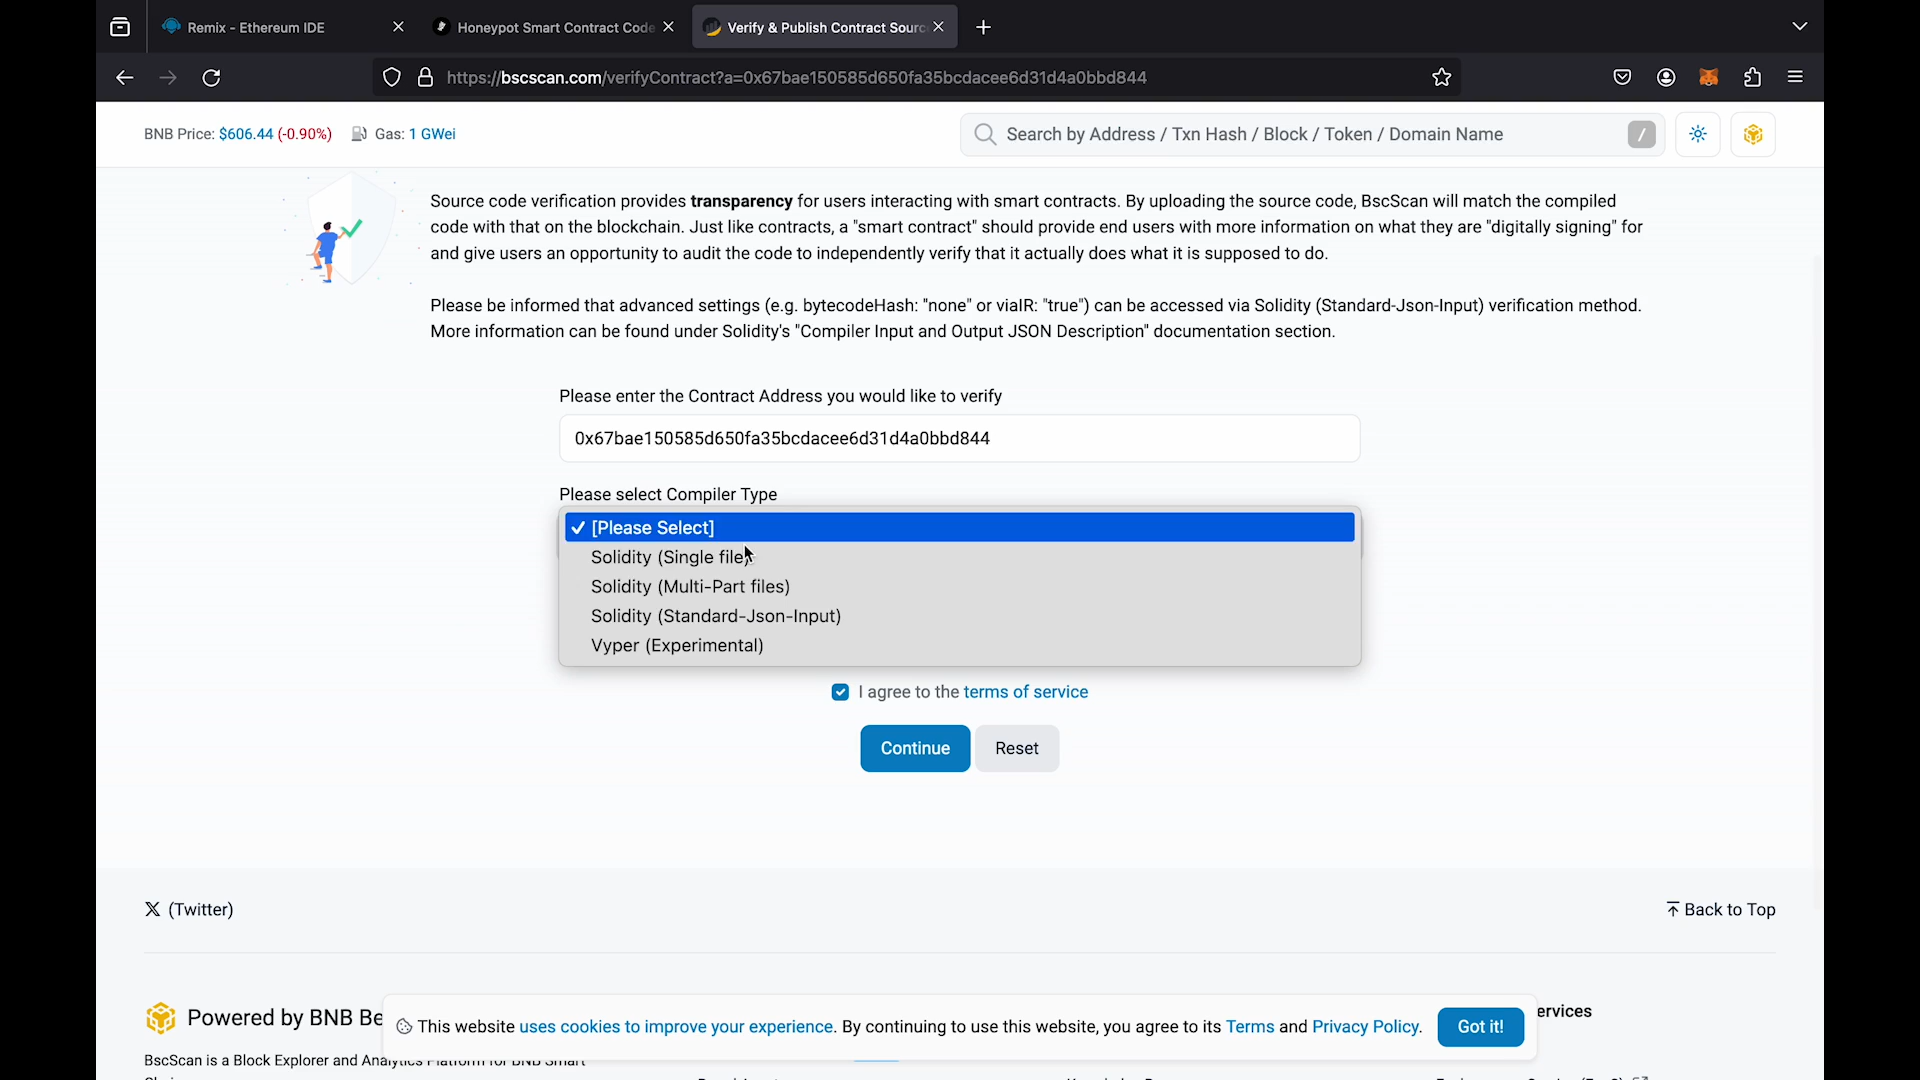 Remix - Ethereum IDE
Honeypot Smart Contract Code
Verify & Publish Contract Sourc
https://bscscan.com/verifyContract?a=0x67bae150585d650fa35bcdacee6d31d4a0bbd844
BNB Price: $606.44 (-0.90%) Gas: 1 GWei
Search by Address / Txn Hash / Block / Token / Domain Name /
Source code verification provides transparency for users interacting with smart contracts. By uploading the source code, BscScan will match the compiled
code with that on the blockchain. Just like contracts, a "smart contract" should provide end users with more information on what they are "digitally signing" for
and give users an opportunity to audit the code to independently verify that it actually does what it is supposed to do.
Please be informed that advanced settings (e.g. bytecodeHash: "none" or viaIR: "true") can be accessed via Solidity (Standard-Json-Input) verification method.
More information can be found under Solidity's "Compiler Input and Output JSON Description" documentation section.
Please enter the Contract Address you would like to verify
0x67bae150585d650fa35bcdacee6d31d4a0bbd844
Please select Compiler Type
[Please Select]
Solidity (Single file)
Solidity (Multi-Part files)
Solidity (Standard-Json-Input)
Vyper (Experimental)
I agree to the terms of service
Continue Reset
X (Twitter)
Back to Top
Powered by BNB Be
ervices
This website uses cookies to improve your experience. By continuing to use this website, you agree to its Terms and Privacy Policy. Got it!
BscScan is a Block Explorer and Analytics Platform for BNB Smart